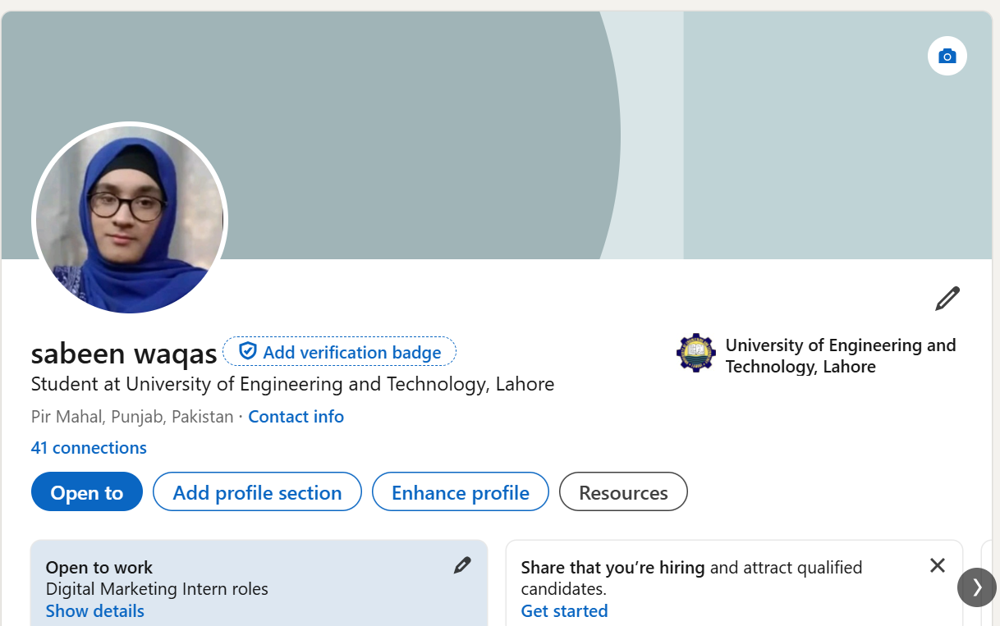 sabeen waqas
Add verification badge
Student at University of Engineering and Technology, Lahore
Pir Mahal, Punjab, Pakistan · Contact info
41 connections
University of Engineering and
Technology, Lahore
Open to
Add profile section
Enhance profile
Resources
Open to work
Digital Marketing Intern roles
Show details
Share that you’re hiring and attract qualified
candidates.
Get started